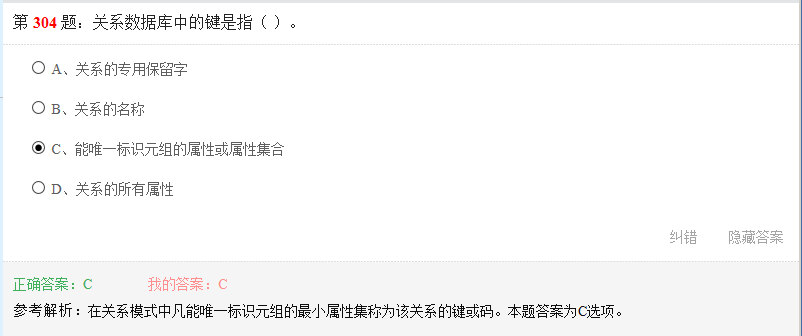 第 304 题：关系数据库中的键是指（ ）。
A、关系的专用保留字
B、关系的名称
C、能唯一标识元组的属性或属性集合
D、关系的所有属性
纠错 隐藏答案
正确答案：C 我的答案：C
参考解析：在关系模式中凡能唯一标识元组的最小属性集称为该关系的键或码。本题答案为C选项。